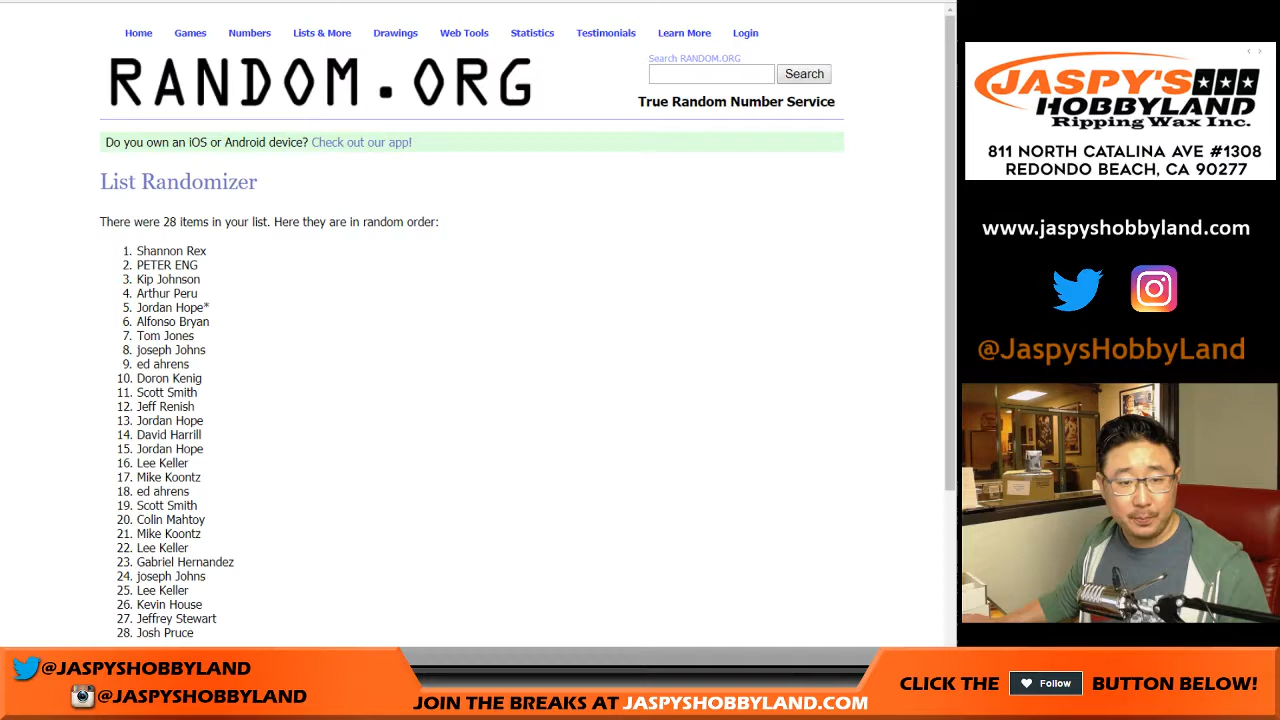 Home Games Numbers Lists & More Drawings Web Tools Statistics Testimonials Learn More Login
RANDOM.ORG
Search RANDOM.ORG
Search
True Random Number Service
Do you own an iOS or Android device? Check out our app!
List Randomizer
There were 28 items in your list. Here they are in random order:
1. Shannon Rex
2. PETER ENG
3. Kip Johnson
4. Arthur Peru
5. Jordan Hope*
6. Alfonso Bryan
7. Tom Jones
8. joseph Johns
9. ed ahrens
10. Doron Kenig
11. Scott Smith
12. Jeff Renish
13. Jordan Hope
14. David Harrill
15. Jordan Hope
16. Lee Keller
17. Mike Koontz
18. ed ahrens
19. Scott Smith
20. Colin Mahtoy
21. Mike Koontz
22. Lee Keller
23. Gabriel Hernandez
24. joseph Johns
25. Lee Keller
26. Kevin House
27. Jeffrey Stewart
28. Josh Pruce
JASPY'S
HOBBYLAND
Ripping Wax Inc.
811 NORTH CATALINA AVE #1308
REDONDO BEACH, CA 90277
www.jaspyshobbyland.com
@JaspysHobbyLand
@JASPYSHOBBYLAND
@JASPYSHOBBYLAND
JOIN THE BREAKS AT JASPYSHOBBYLAND.COM
CLICK THE Follow BUTTON BELOW!